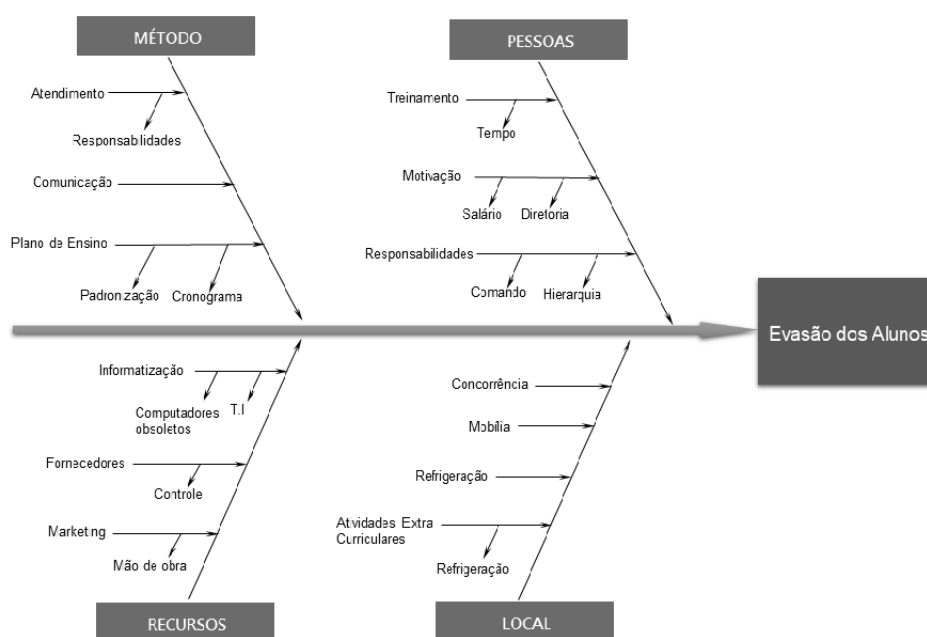 MÉTODO
Atendimento
Responsabilidades
Comunicação
Plano de Ensino
Padronização
Cronograma
PESSOAS
Treinamento
Tempo
Motivação
Salário
Diretoria
Responsabilidades
Comando
Hierarquia
Evasão dos Alunos
Informatização
Computadores
obsoletos
T.I
Fornecedores
Controle
Marketing
Mão de obra
RECURSOS
Concorrência
Mobília
Refrigeração
Atividades Extra
Curriculares
Refrigeração
LOCAL